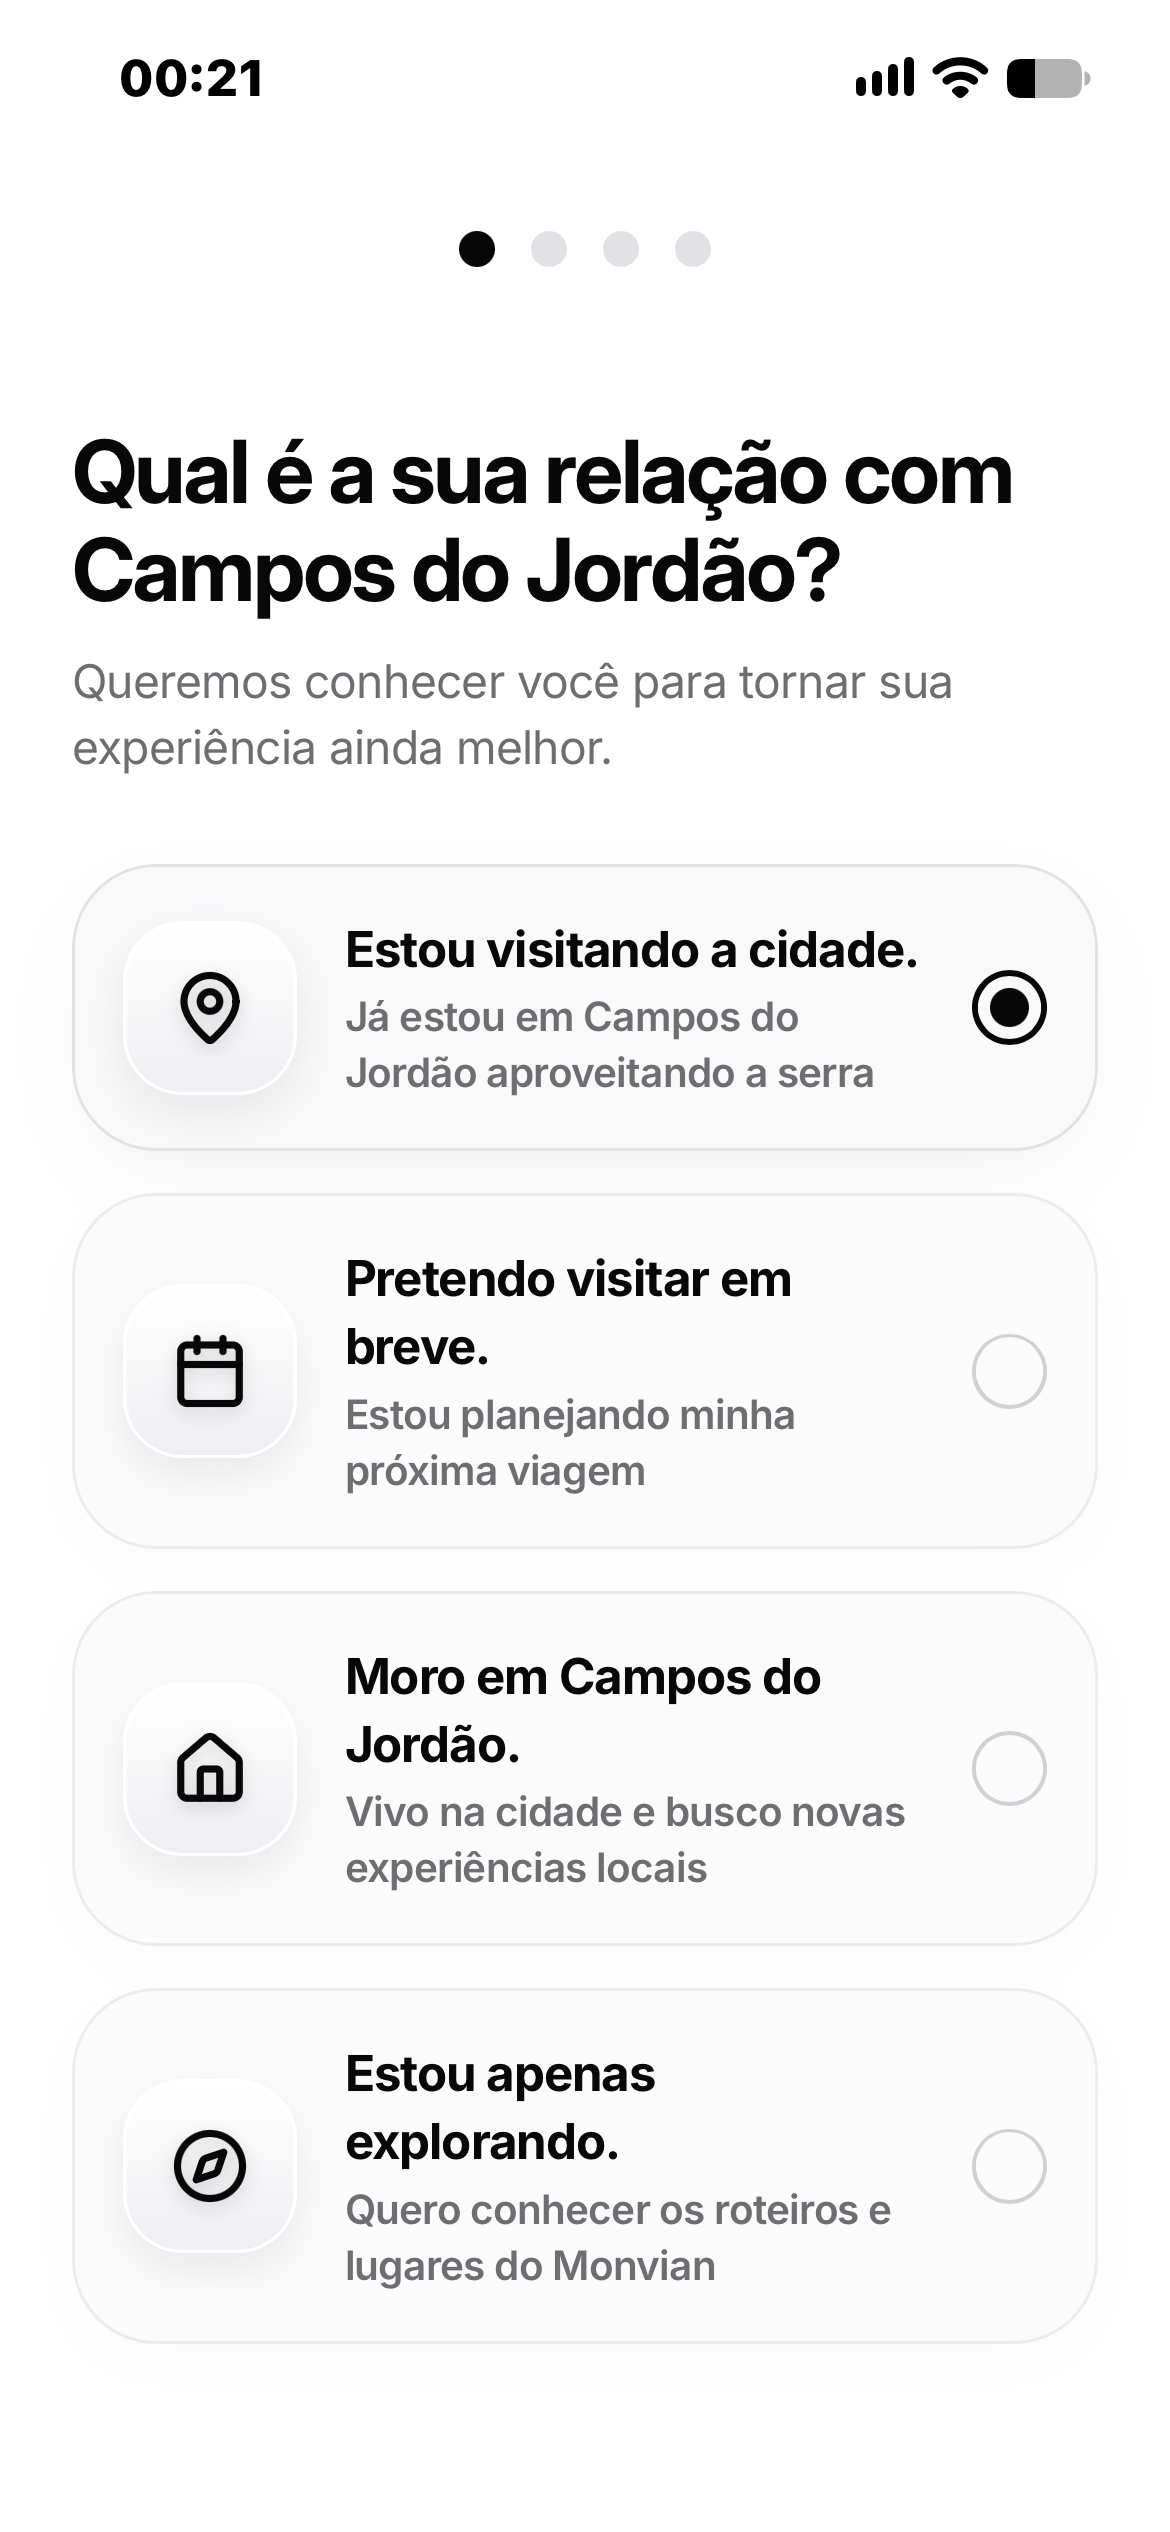 00:21
Qual é a sua relação com
Campos do Jordão?
Queremos conhecer você para tornar sua
experiência ainda melhor.
Estou visitando a cidade.
Já estou em Campos do
Jordão aproveitando a serra
Pretendo visitar em
breve.
Estou planejando minha
próxima viagem
Moro em Campos do
Jordão.
Vivo na cidade e busco novas
experiências locais
Estou apenas
explorando.
Quero conhecer os roteiros e
lugares do Monvian